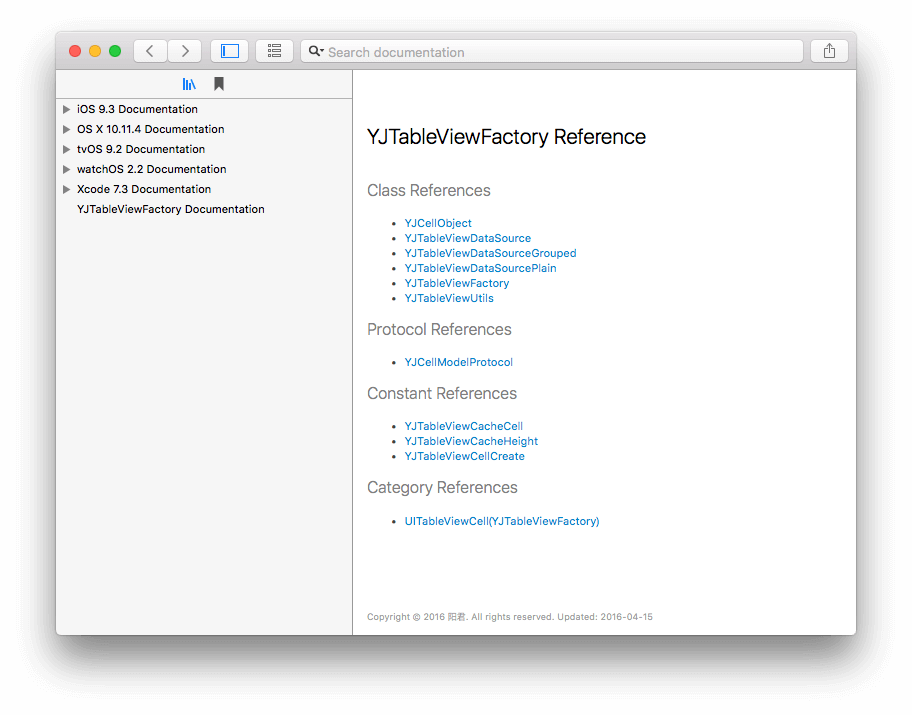 Search documentation
iOS 9.3 Documentation
OS X 10.11.4 Documentation
tvOS 9.2 Documentation
watchOS 2.2 Documentation
Xcode 7.3 Documentation
YJTableViewFactory Documentation
YJTableViewFactory Reference
Class References
• YJCellObject
• YJTableViewDataSource
• YJTableViewDataSourceGrouped
• YJTableViewDataSourcePlain
• YJTableViewFactory
• YJTableViewUtils
Protocol References
• YJCellModelProtocol
Constant References
• YJTableViewCacheCell
• YJTableViewCacheHeight
• YJTableViewCellCreate
Category References
• UITableViewCell(YJTableViewFactory)
Copyright © 2016 阳君. All rights reserved. Updated: 2016-04-15